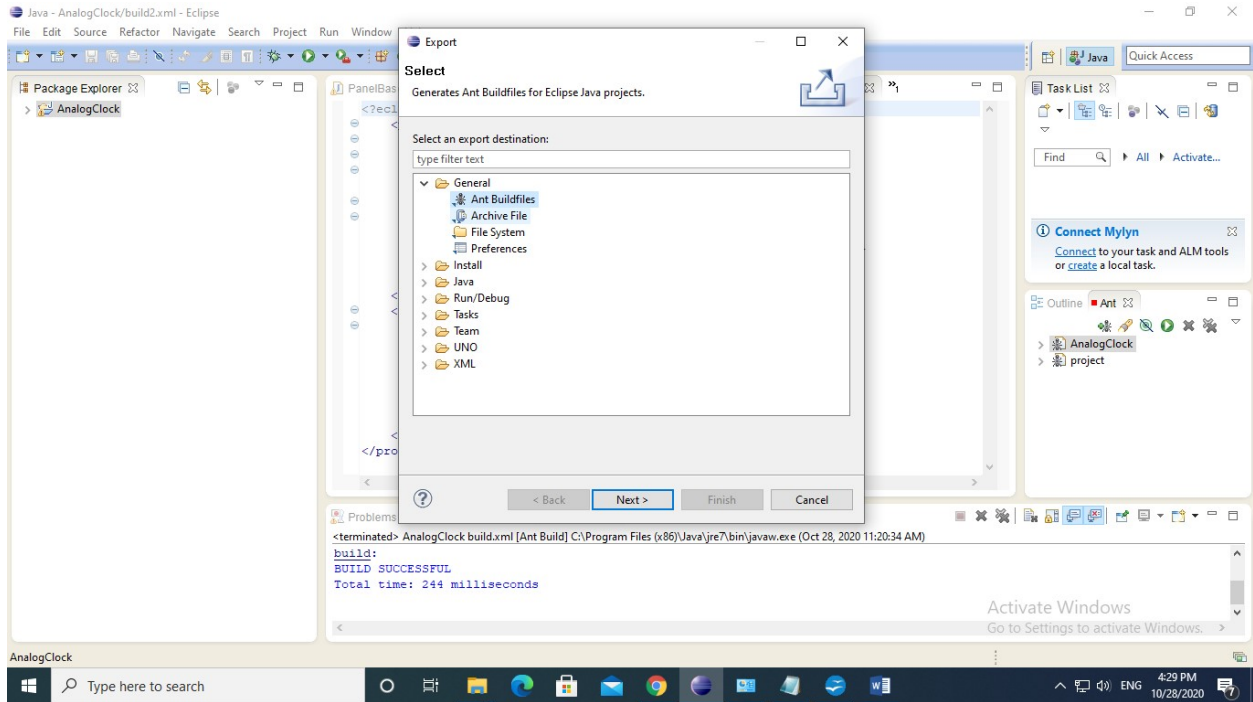 Java - AnalogClock/build2.xml - Eclipse
File Edit Source Refactor Navigate Search Project Run Window
Quick Access
Java
Package Explorer
AnalogClock
PanelBas
<?ecl
</pro
Export
Select
Generates Ant Buildfiles for Eclipse Java projects.
Select an export destination:
type filter text
General
Ant Buildfiles
Archive File
File System
Preferences
Install
Java
Run/Debug
Tasks
Team
UNO
XML
< Back Next > Finish Cancel
Task List
Find All Activate...
Connect Mylyn
Connect to your task and ALM tools
or create a local task.
Outline Ant
AnalogClock
project
Problems
<terminated> AnalogClock build.xml [Ant Build] C:\Program Files (x86)\Java\jre7\bin\javaw.exe (Oct 28, 2020 11:20:34 AM)
build:
BUILD SUCCESSFUL
Total time: 244 milliseconds
Activate Windows
Go to Settings to activate Windows.
AnalogClock
Type here to search
ENG
4:29 PM
10/28/2020
7